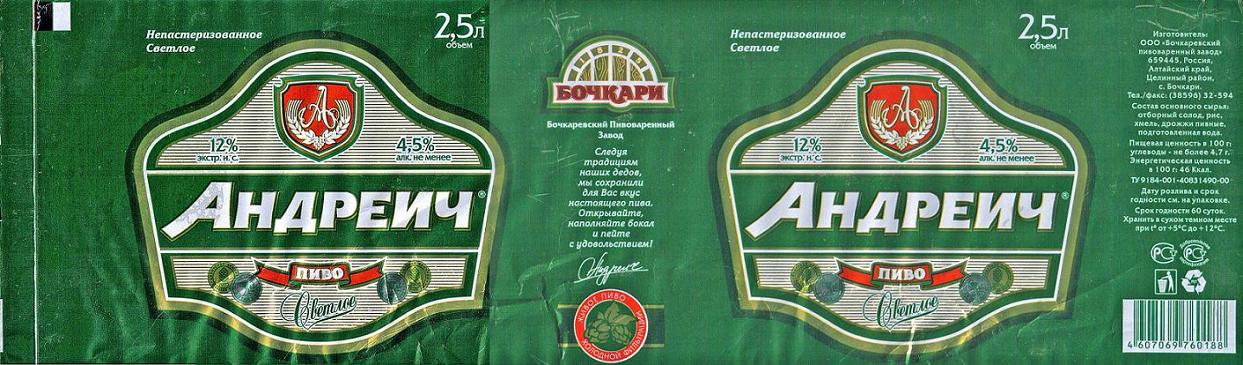 Непастеризованное
Светлое
2,5л
объем
А
12%
экстр. н. с.
4,5%
алк. не менее
АНДРЕИЧ®
ПИВО
Светлое
1825
БОЧКАРИ
Бочкаревский Пивоваренный
Завод
Следуя
традициям
наших дедов,
мы сохранили
для Вас вкус
настоящего пива.
Открывайте,
наполняйте бокал
и пейте
с удовольствием!
Андреич
ЖИВОЕ ПИВО
ХОЛОДНОЙ ФИЛЬТРАЦИИ
Непастеризованное
Светлое
2,5л
объем
А
12%
экстр. н. с.
4,5%
алк. не менее
АНДРЕИЧ®
ПИВО
Светлое
Изготовитель:
ООО «Бочкаревский
пивоваренный завод»
659445, Россия,
Алтайский край,
Целинный район,
с. Бочкари.
Тел./факс: (38596) 32-594
Состав основного сырья:
отборный солод, рис,
хмель, дрожжи пивные,
подготовленная вода.
Пищевая ценность в 100 г:
углеводы - не более 4,7 г.
Энергетическая ценность
в 100 г: 46 Ккал.
ТУ 9184-001-40831490-00
Дату розлива и срок
годности см. на упаковке.
Срок годности 60 суток.
Хранить в сухом темном месте
при t° от +5°С до +12°С.
РСТ
РСТ
4 607069 760188